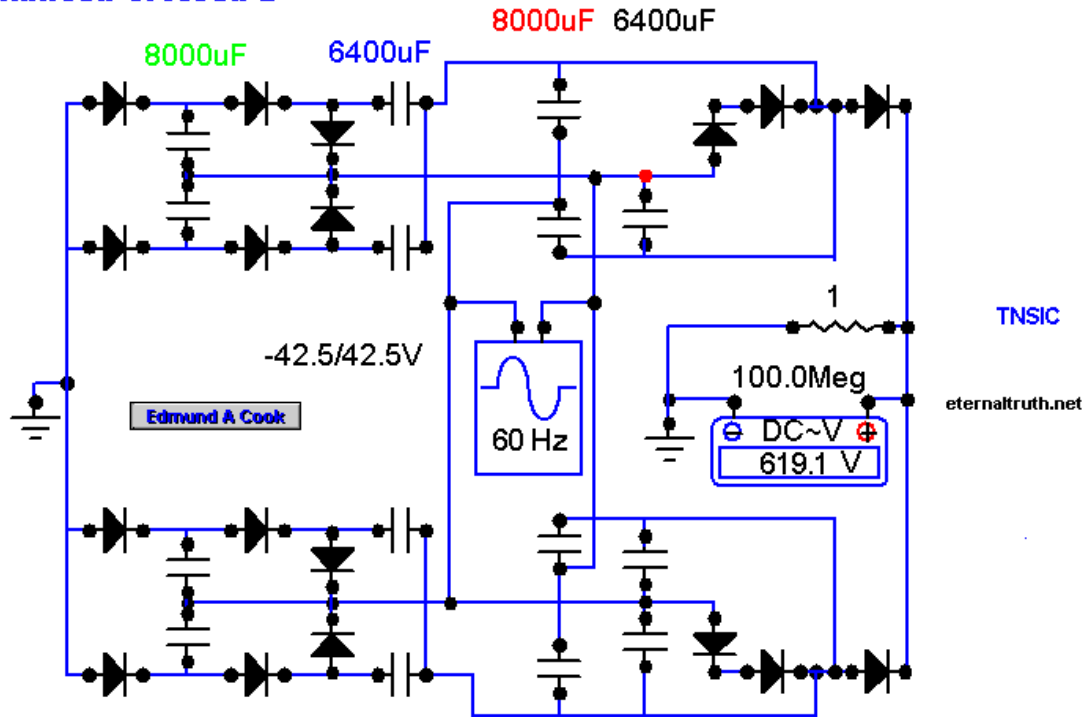 8000uF 6400uF
8000uF 6400uF
1
TNSIC
-42.5/42.5V
100.0Meg
Edmund A Cook
eternaltruth.net
60 Hz
DC~V
619.1 V